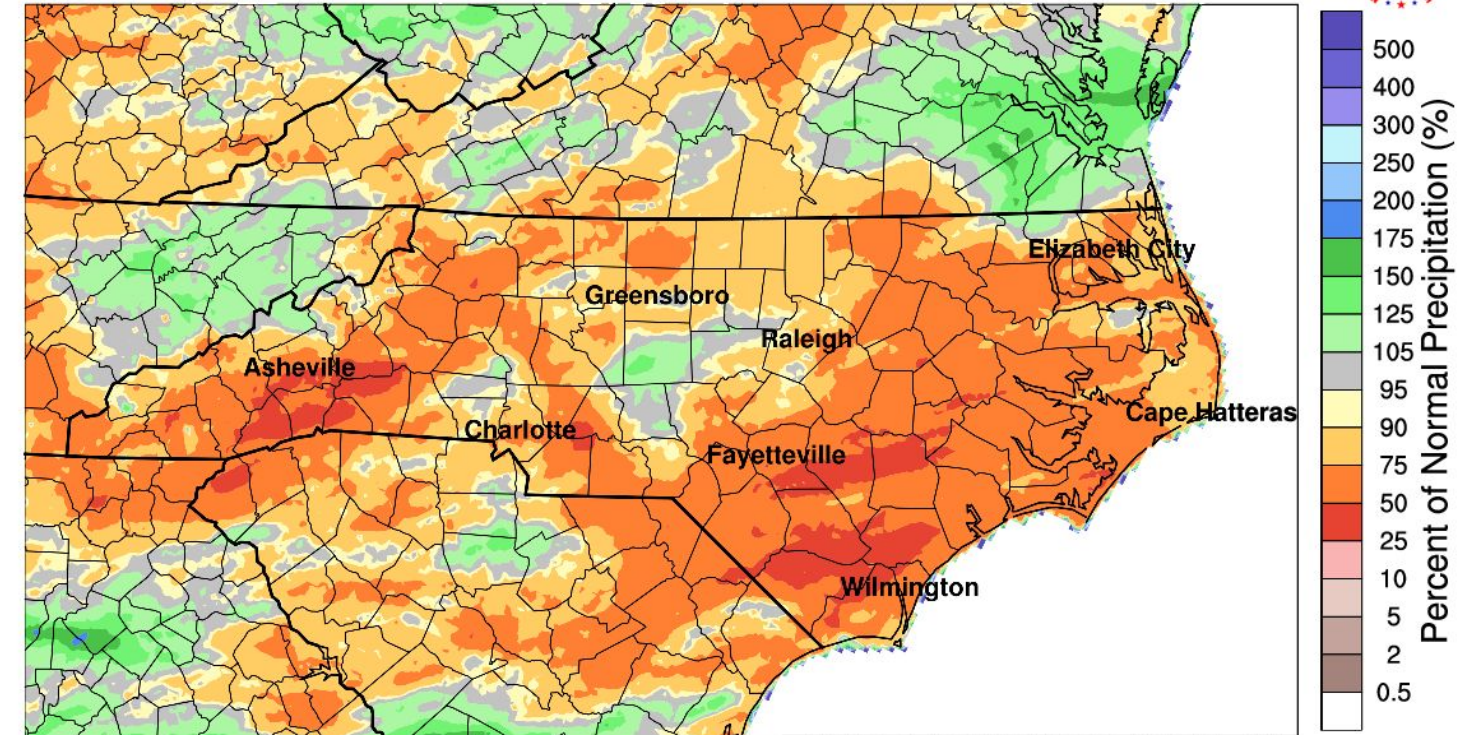 Elizabeth City
Greensboro
Raleigh
Asheville
Cape Hatteras
Charlotte
Fayetteville
Wilmington
500
400
300
250
200
175
150
125
105
95
90
75
50
25
10
5
2
0.5
Percent of Normal Precipitation (%)